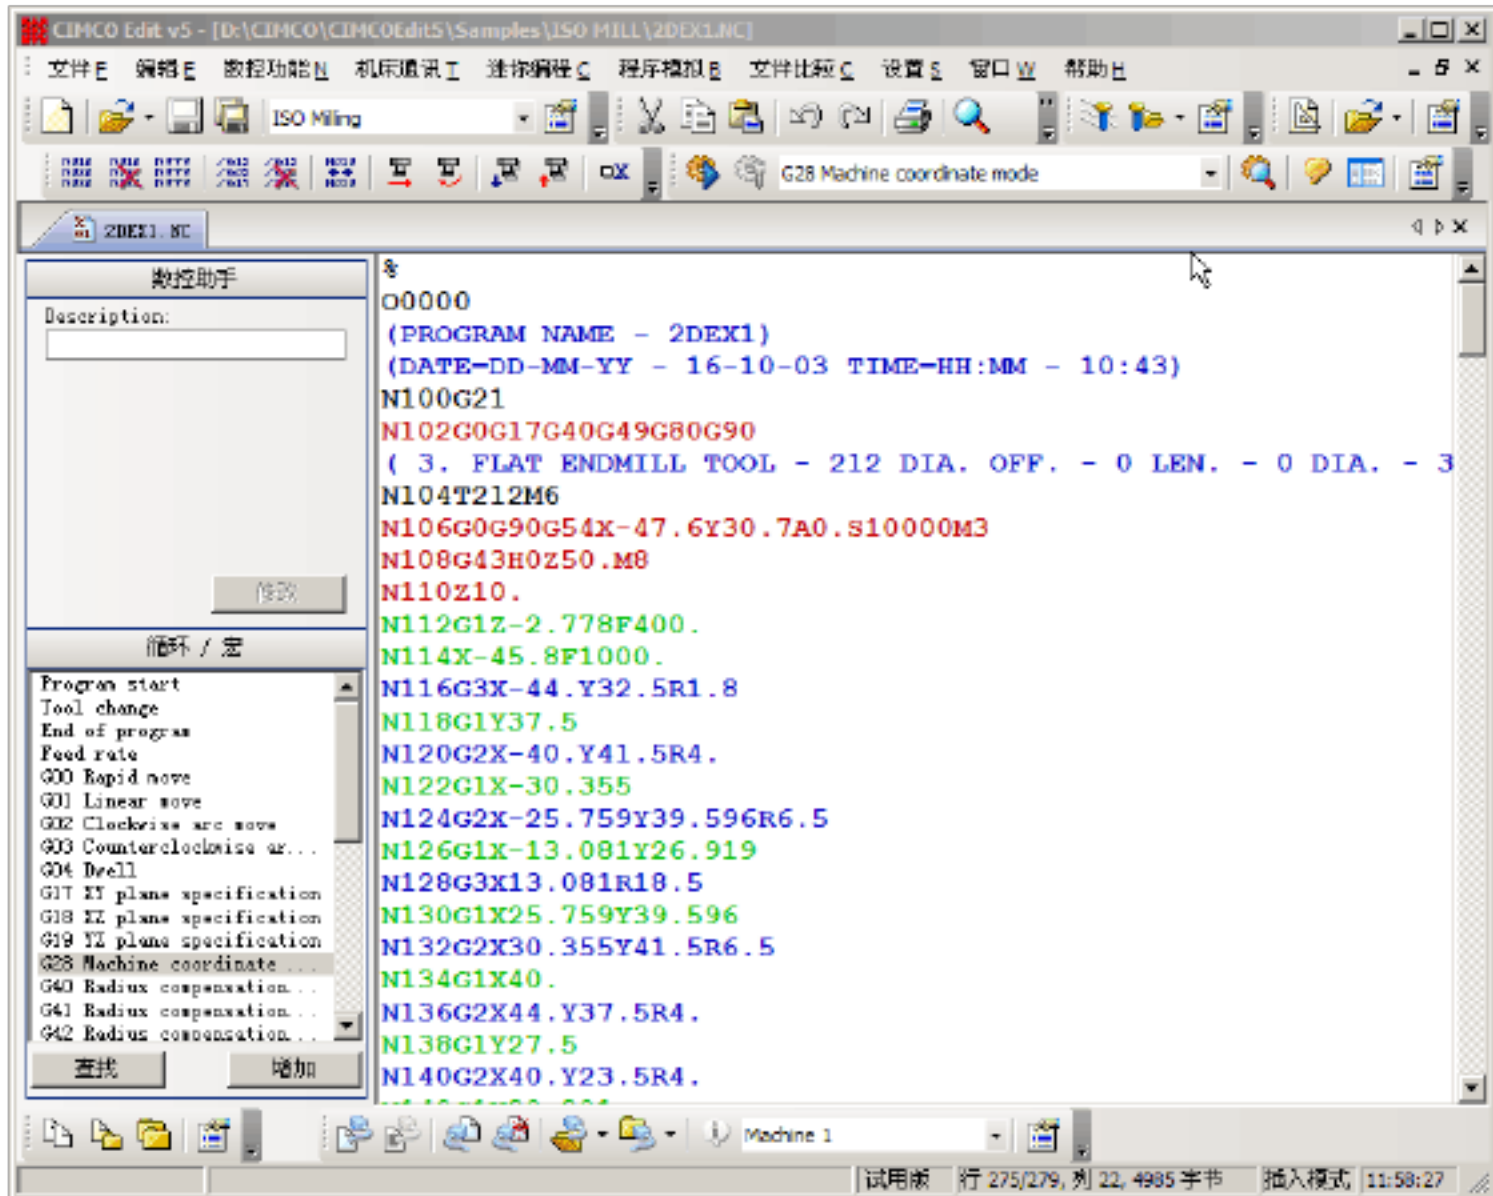 CIMCO Edit v5 - [D:\CIMCO\CIMCOEdit5\Samples\ISO MILL\2DEX1.NC]
文件F 编辑E 数控功能N 机床通讯T 迷你编程C 程序模拟B 文件比较C 设置S 窗口W 帮助H
ISO Milling
G28 Machine coordinate mode
2DEX1.NC
数控助手
Description:
修改
循环 / 宏
Program start
Tool change
End of program
Feed rate
G00 Rapid move
G01 Linear move
G02 Clockwise arc move
G03 Counterclockwise ar...
G04 Dwell
G17 XY plane specification
G18 XZ plane specification
G19 YZ plane specification
G28 Machine coordinate ...
G40 Radius compensation...
G41 Radius compensation...
G42 Radius compensation...
查找 增加
%
O0000
(PROGRAM NAME - 2DEX1)
(DATE=DD-MM-YY - 16-10-03 TIME=HH:MM - 10:43)
N100G21
N102G0G17G40G49G80G90
( 3. FLAT ENDMILL TOOL - 212 DIA. OFF. - 0 LEN. - 0 DIA. - 3
N104T212M6
N106G0G90G54X-47.6Y30.7A0.S10000M3
N108G43H0Z50.M8
N110Z10.
N112G1Z-2.778F400.
N114X-45.8F1000.
N116G3X-44.Y32.5R1.8
N118G1Y37.5
N120G2X-40.Y41.5R4.
N122G1X-30.355
N124G2X-25.759Y39.596R6.5
N126G1X-13.081Y26.919
N128G3X13.081R18.5
N130G1X25.759Y39.596
N132G2X30.355Y41.5R6.5
N134G1X40.
N136G2X44.Y37.5R4.
N138G1Y27.5
N140G2X40.Y23.5R4.
Machine 1
试用版 行 275/279, 列 22, 4985 字节 插入模式 11:58:27